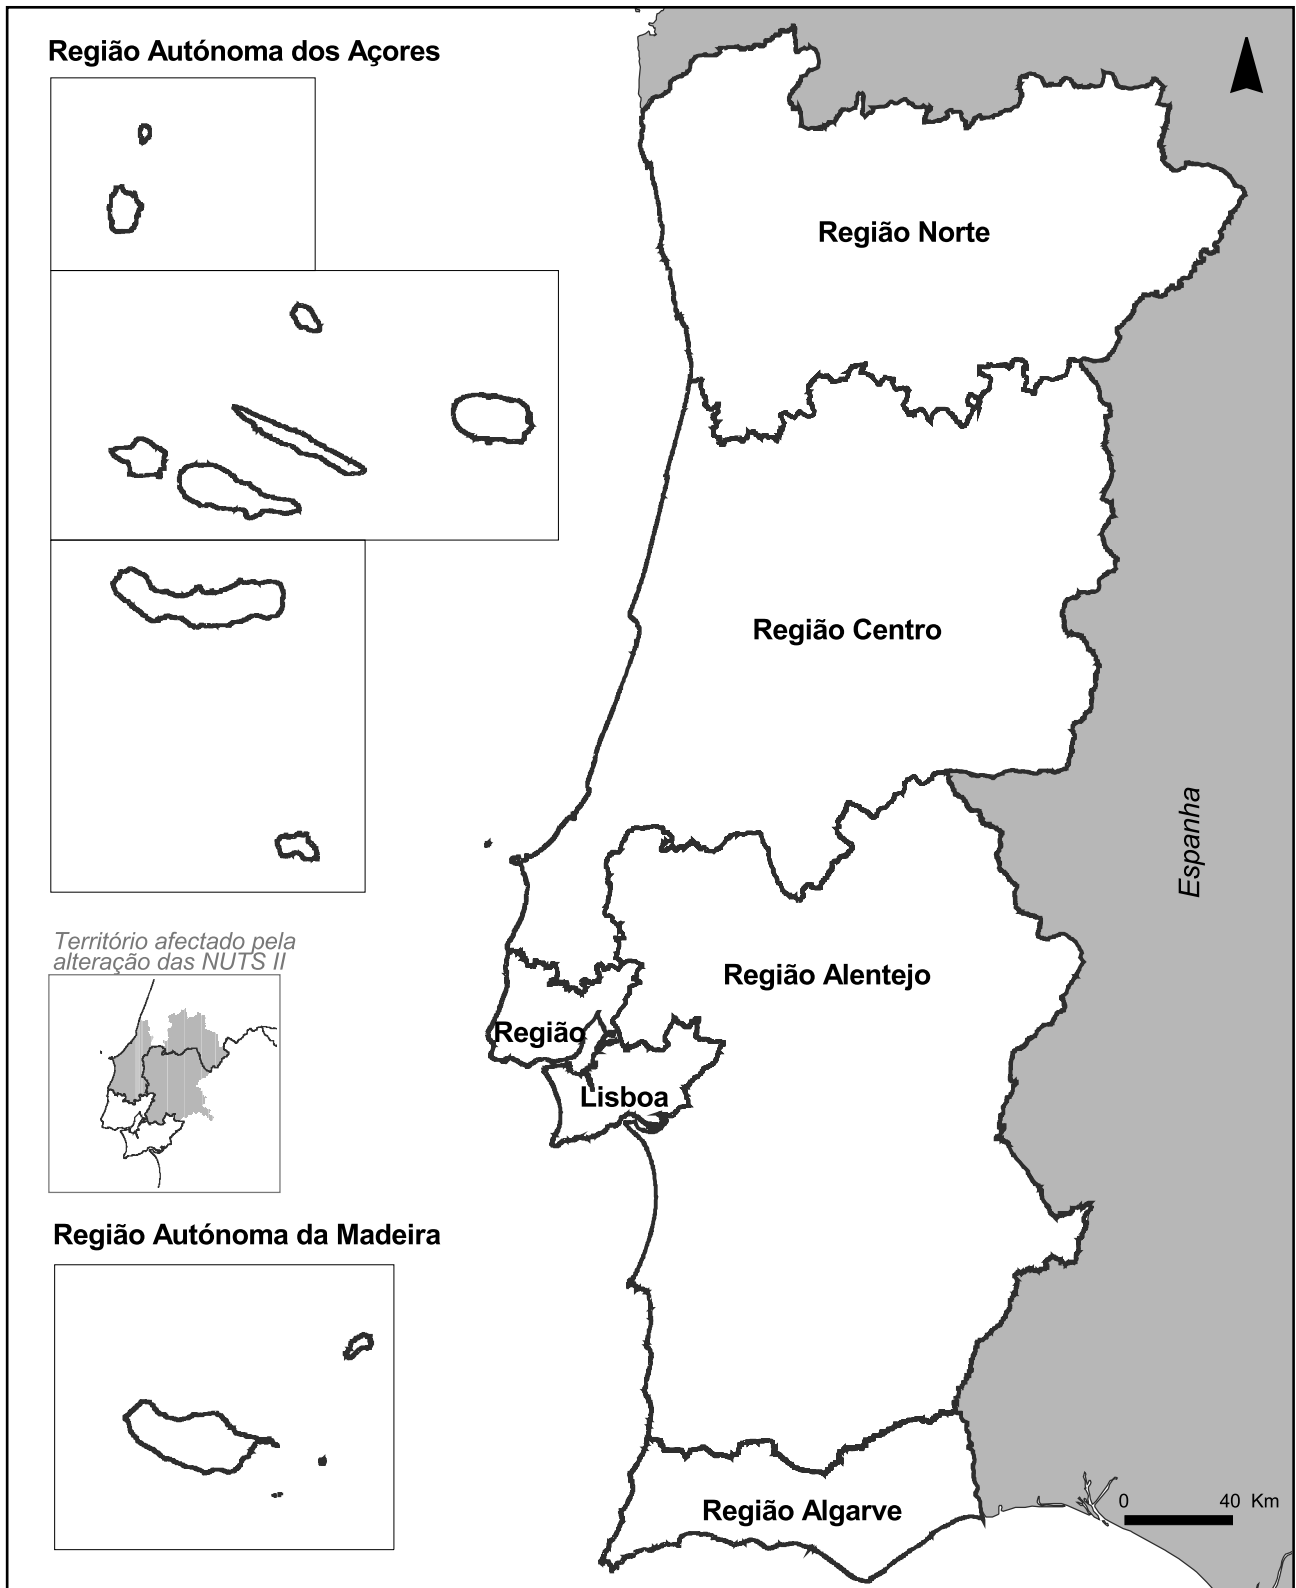 Região Autónoma dos Açores
Região Norte
Região Centro
Espanha
Território afectado pela
alteração das NUTS II
Região Alentejo
Região
Lisboa
Região Autónoma da Madeira
Região Algarve
0 40 Km